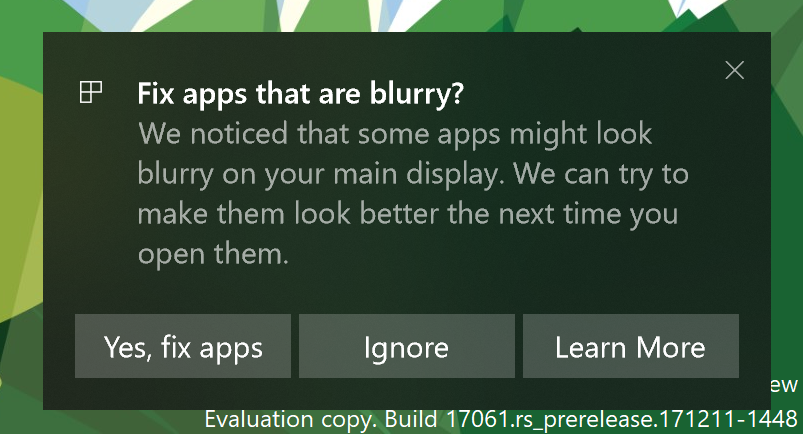 Fix apps that are blurry?
We noticed that some apps might look
blurry on your main display. We can try to
make them look better the next time you
open them.
Yes, fix apps
Ignore
Learn More
ew
Evaluation copy. Build 17061.rs_prerelease.171211-1448